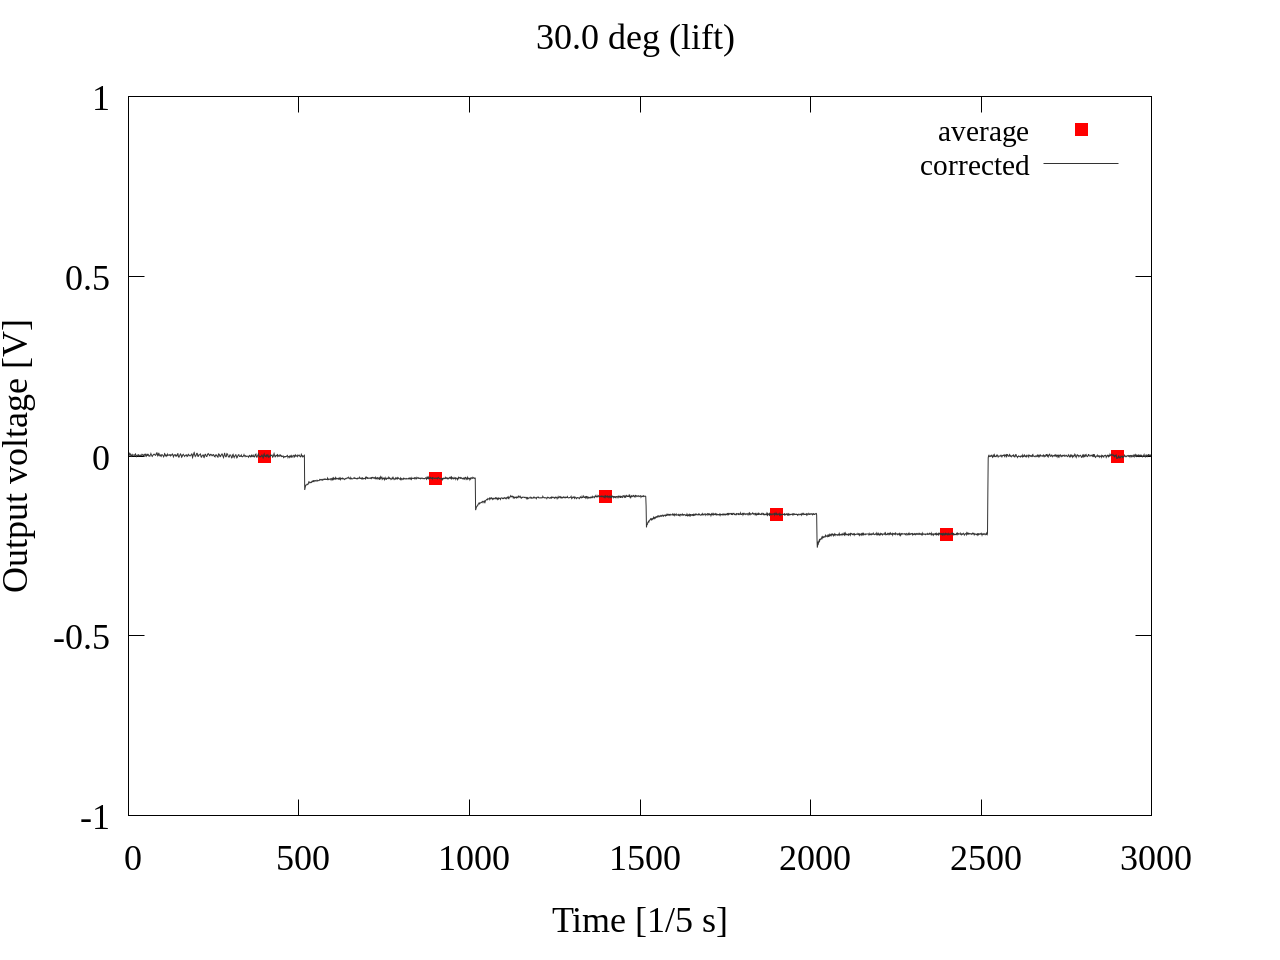 30.0 deg (lift)
average
corrected
Output voltage [V]
1
0.5
0
-0.5
-1
0 500 1000 1500 2000 2500 3000
Time [1/5 s]